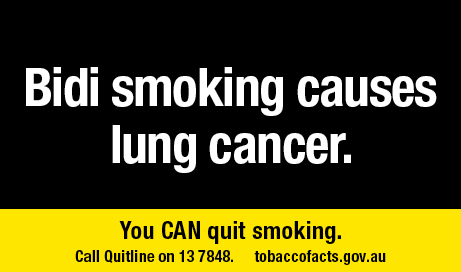 Bidi smoking causes
lung cancer.
You CAN quit smoking.
Call Quitline on 13 7848. tobaccofacts.gov.au